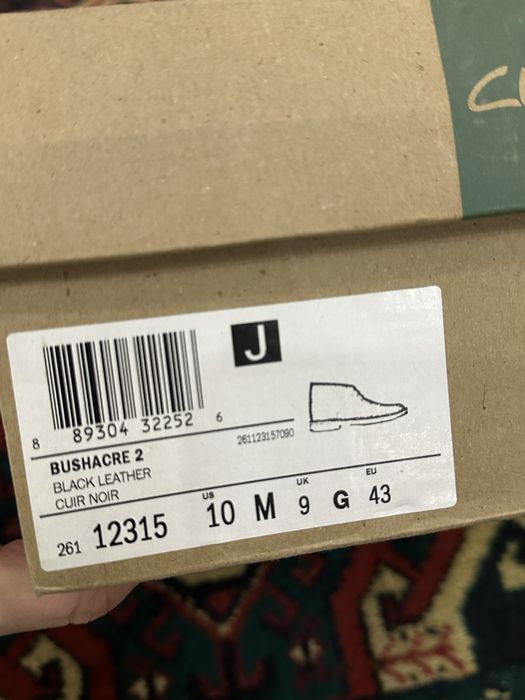 J
8 89304 32252 6
261123157090
BUSHACRE 2
BLACK LEATHER
CUIR NOIR
US UK EU
261 12315 10 M 9 G 43